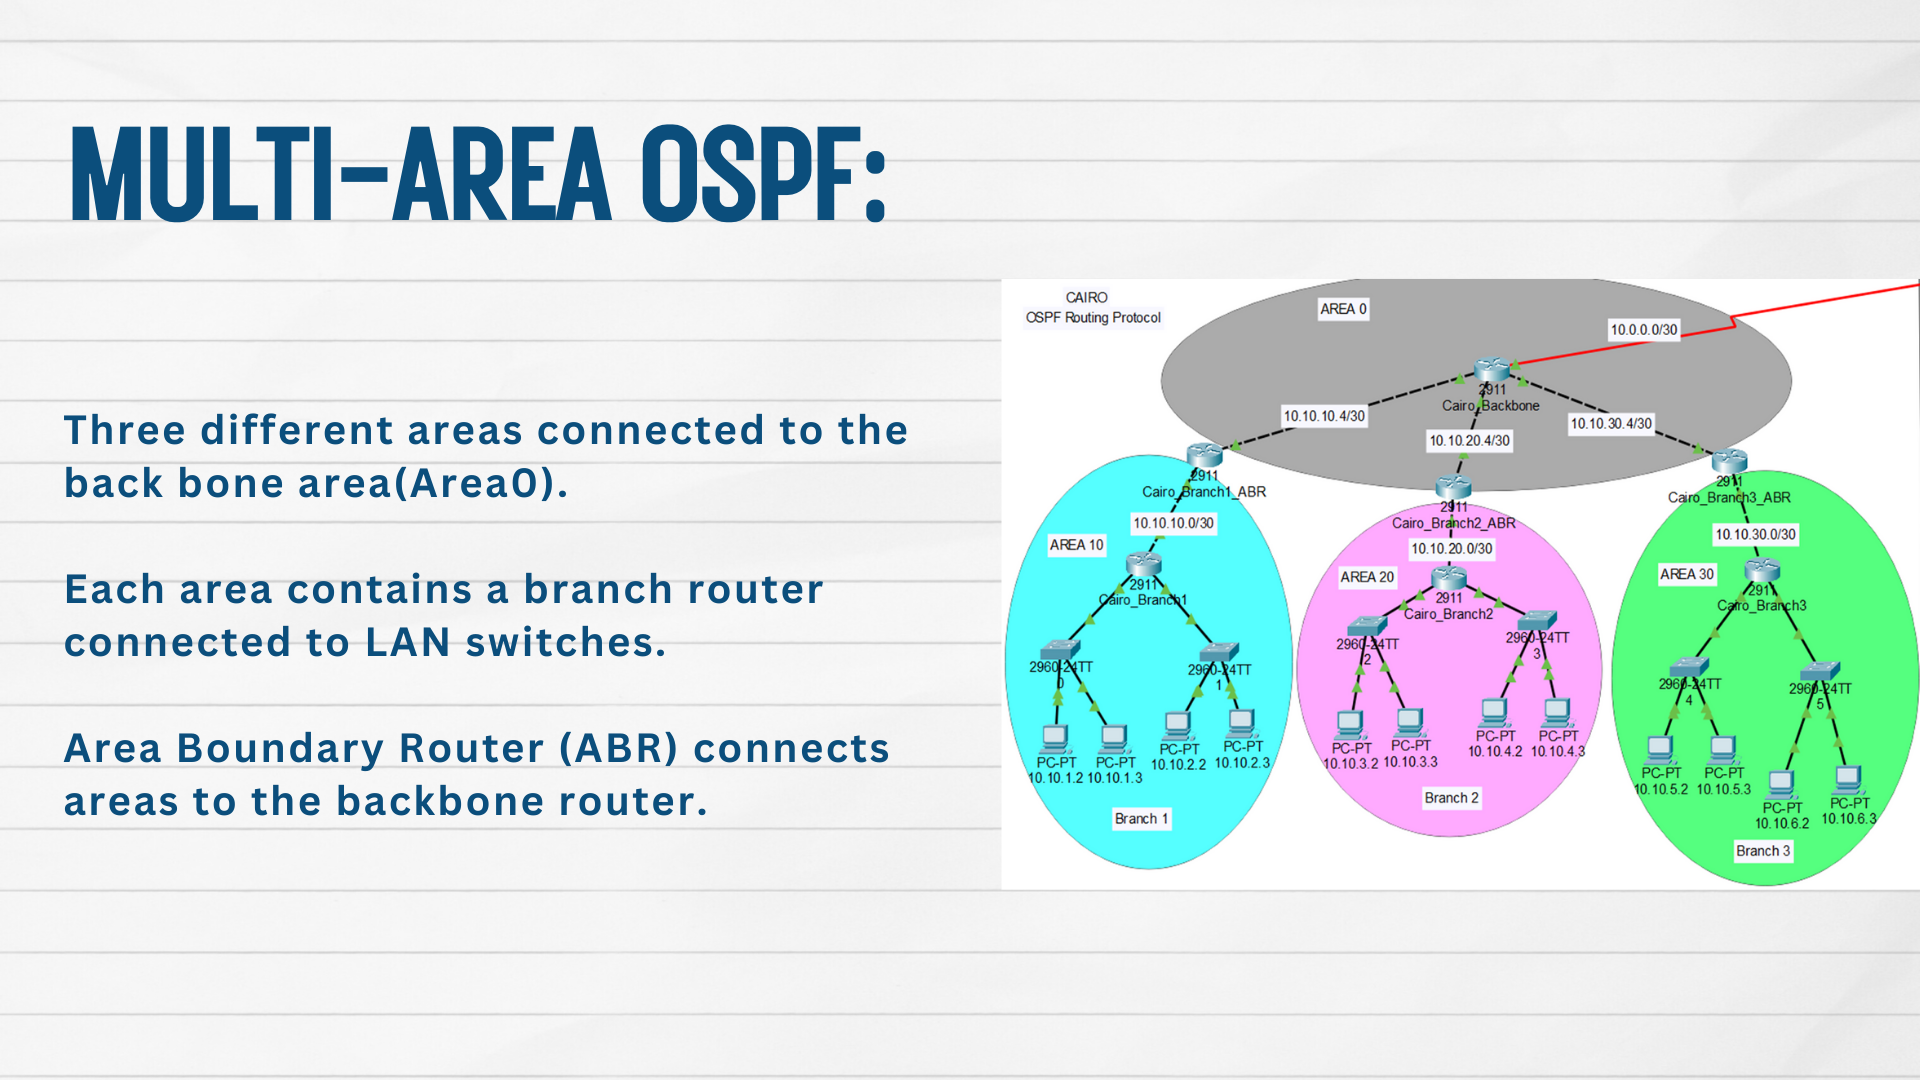 MULTI-AREA OSPF:
Three different areas connected to the
back bone area(Area0).
Each area contains a branch router
connected to LAN switches.
Area Boundary Router (ABR) connects
areas to the backbone router.
CAIRO
OSPF Routing Protocol
AREA 0
10.0.0.0/30
2911
Cairo_Backbone
10.10.10.4/30
10.10.20.4/30
10.10.30.4/30
2911
Cairo_Branch1_ABR
10.10.10.0/30
AREA 10
2911
Cairo_Branch1
2960-24TT
0
2960-24TT
1
PC-PT
10.10.1.2
PC-PT
10.10.1.3
PC-PT
10.10.2.2
PC-PT
10.10.2.3
Branch 1
2911
Cairo_Branch2_ABR
10.10.20.0/30
AREA 20
2911
Cairo_Branch2
2960-24TT
2
2960-24TT
3
PC-PT
10.10.3.2
PC-PT
10.10.3.3
PC-PT
10.10.4.2
PC-PT
10.10.4.3
Branch 2
2911
Cairo_Branch3_ABR
10.10.30.0/30
AREA 30
2911
Cairo_Branch3
2960-24TT
4
2960-24TT
5
PC-PT
10.10.5.2
PC-PT
10.10.5.3
PC-PT
10.10.6.2
PC-PT
10.10.6.3
Branch 3